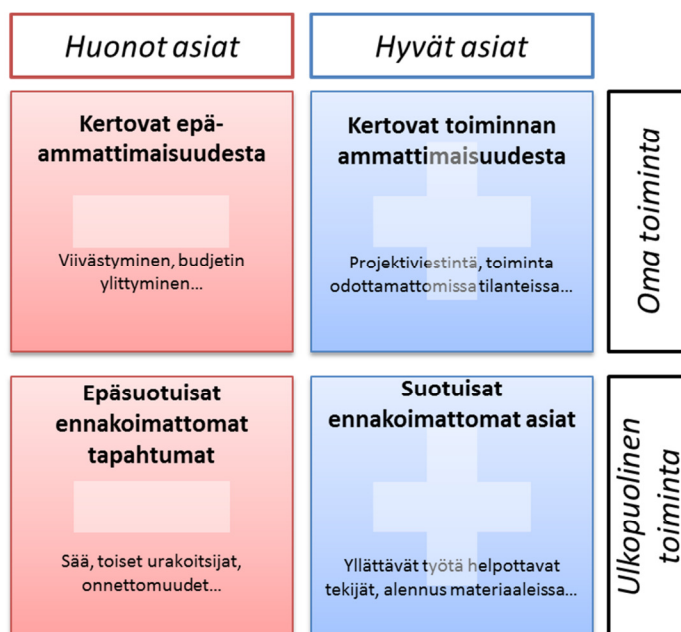 Huonot asiat
Hyvät asiat
Kertovat epä-
ammattimaisuudesta
Viivästyminen, budjetin
ylittyminen...
Kertovat toiminnan
ammattimaisuudesta
Projektiviestintä, toiminta
odottamattomissa tilanteissa...
Oma toiminta
Epäsuotuisat
ennakoimattomat
tapahtumat
Sää, toiset urakoitsijat,
onnettomuudet...
Suotuisat
ennakoimattomat asiat
Yllättävät työtä helpottavat
tekijät, alennus materiaaleissa...
Ulkopuolinen
toiminta